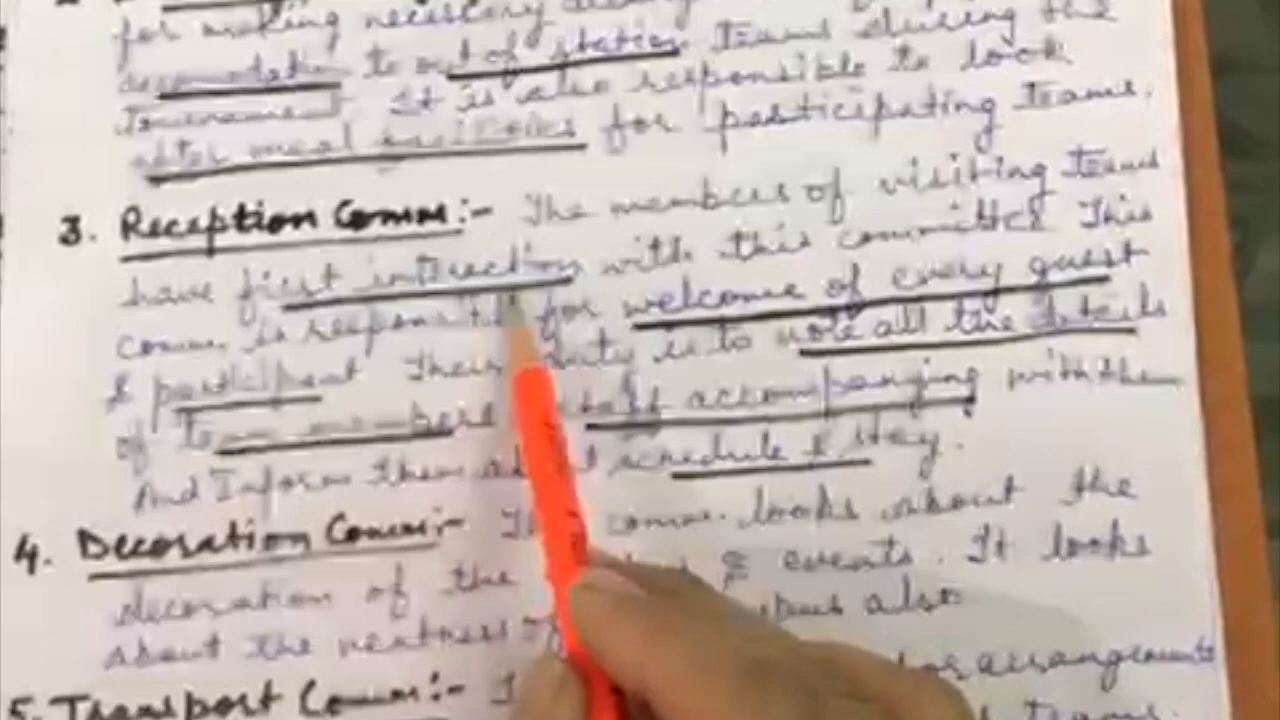 for making necessary
accomodation to out of station teams during the
Tournament. It is also responsible to look
after meal facilities for participating teams.
3. Reception Comm:- The members of visiting teams
have first interaction with this committee This
comm. is responsible for welcome of every guest
& participant Their duty is to note all the details
of team members staff accompanying with them
And Inform them about schedule & stay.
4. Decoration Comm:- The comm. looks about the
decoration of the & events. It looks
about the neatness of also
5. Transport Comm:- for arrangements
teams.